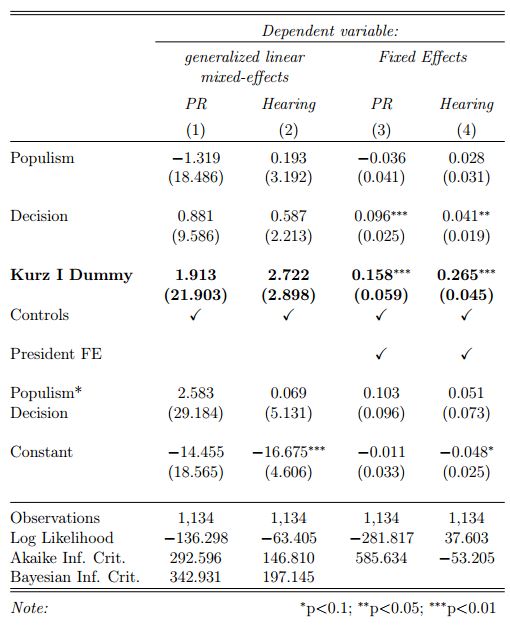 Dependent variable:
generalized linear Fixed Effects
mixed-effects
PR Hearing PR Hearing
(1) (2) (3) (4)
Populism −1.319 0.193 −0.036 0.028
(18.486) (3.192) (0.041) (0.031)
Decision 0.881 0.587 0.096*** 0.041**
(9.586) (2.213) (0.025) (0.019)
Kurz I Dummy 1.913 2.722 0.158*** 0.265***
(21.903) (2.898) (0.059) (0.045)
Controls ✓ ✓ ✓ ✓
President FE ✓ ✓
Populism* 2.583 0.069 0.103 0.051
Decision (29.184) (5.131) (0.096) (0.073)
Constant −14.455 −16.675*** −0.011 −0.048*
(18.565) (4.606) (0.033) (0.025)
Observations 1,134 1,134 1,134 1,134
Log Likelihood −136.298 −63.405 −281.817 37.603
Akaike Inf. Crit. 292.596 146.810 585.634 −53.205
Bayesian Inf. Crit. 342.931 197.145
Note: *p<0.1; **p<0.05; ***p<0.01